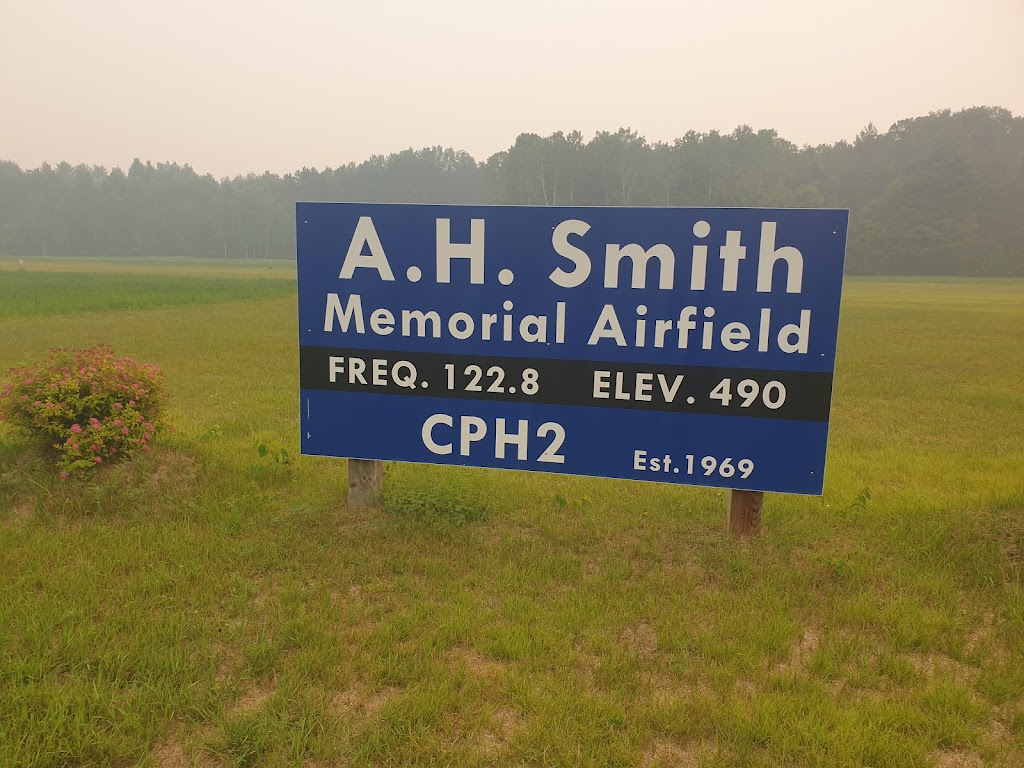 A.H. Smith
Memorial Airfield
FREQ. 122.8 ELEV. 490
CPH2 Est.1969